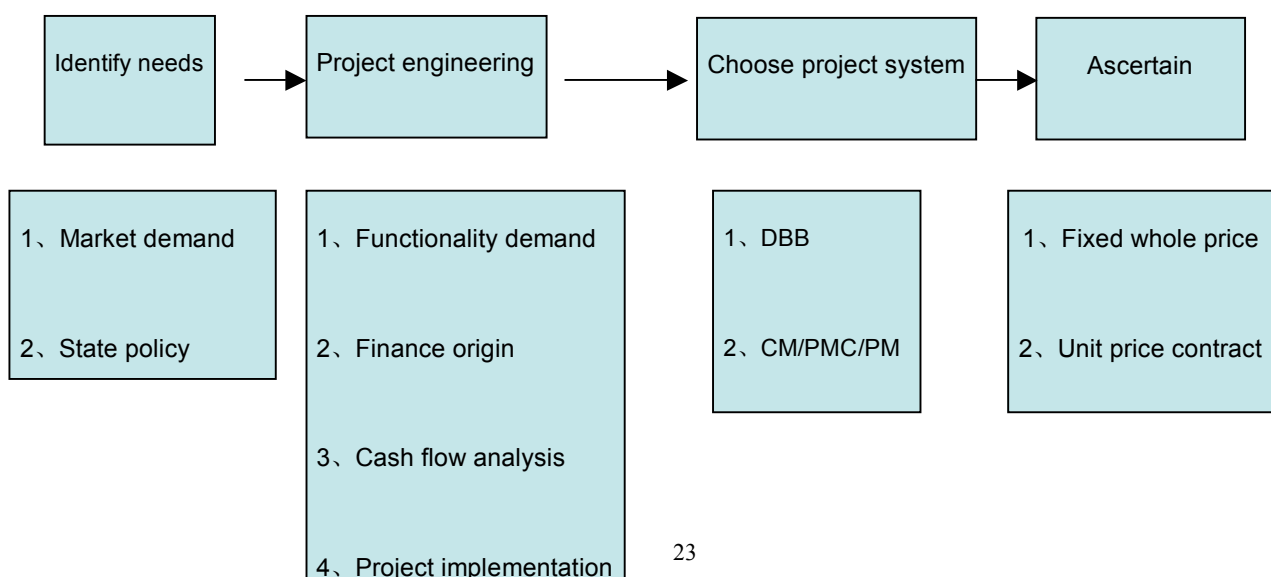 Identify needs
Project engineering
Choose project system
Ascertain
1、Market demand
2、State policy
1、Functionality demand
2、Finance origin
3、Cash flow analysis
4、Project implementation
1、DBB
2、CM/PMC/PM
1、Fixed whole price
2、Unit price contract
23